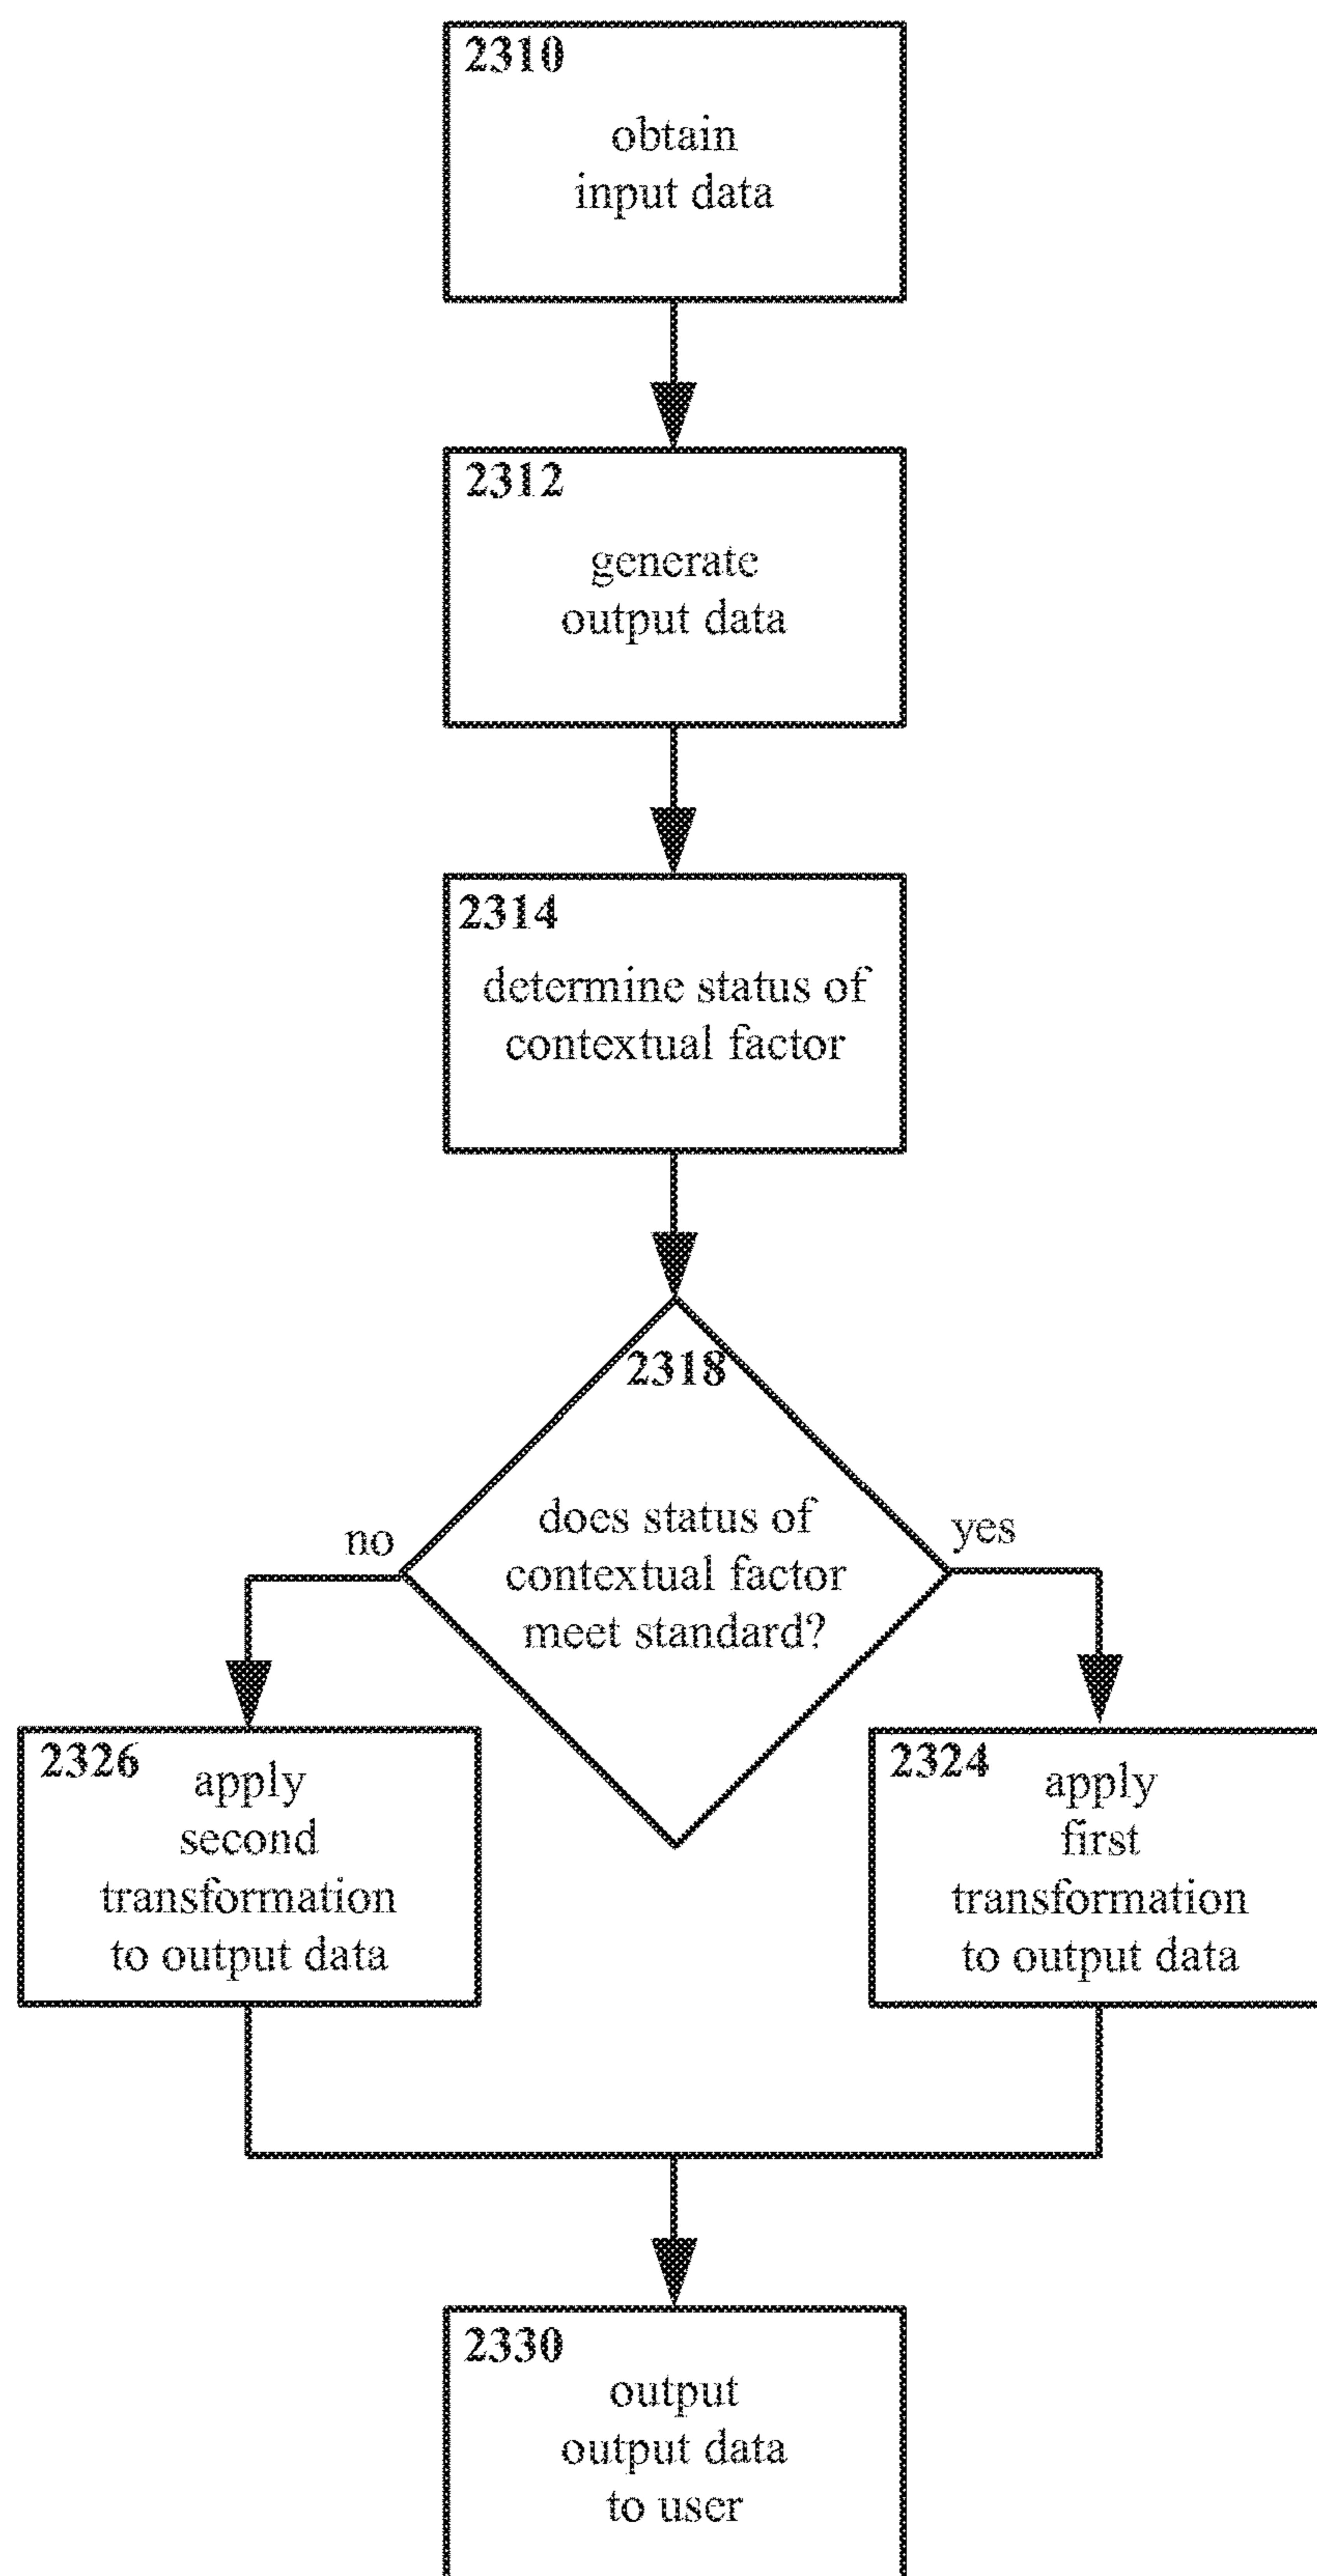 2310
obtain
input data
2312
generate
output data
2314
determine status of
contextual factor
2318
does status of
contextual factor
meet standard?
no
yes
2326
apply
second
transformation
to output data
2324
apply
first
transformation
to output data
2330
output
output data
to user